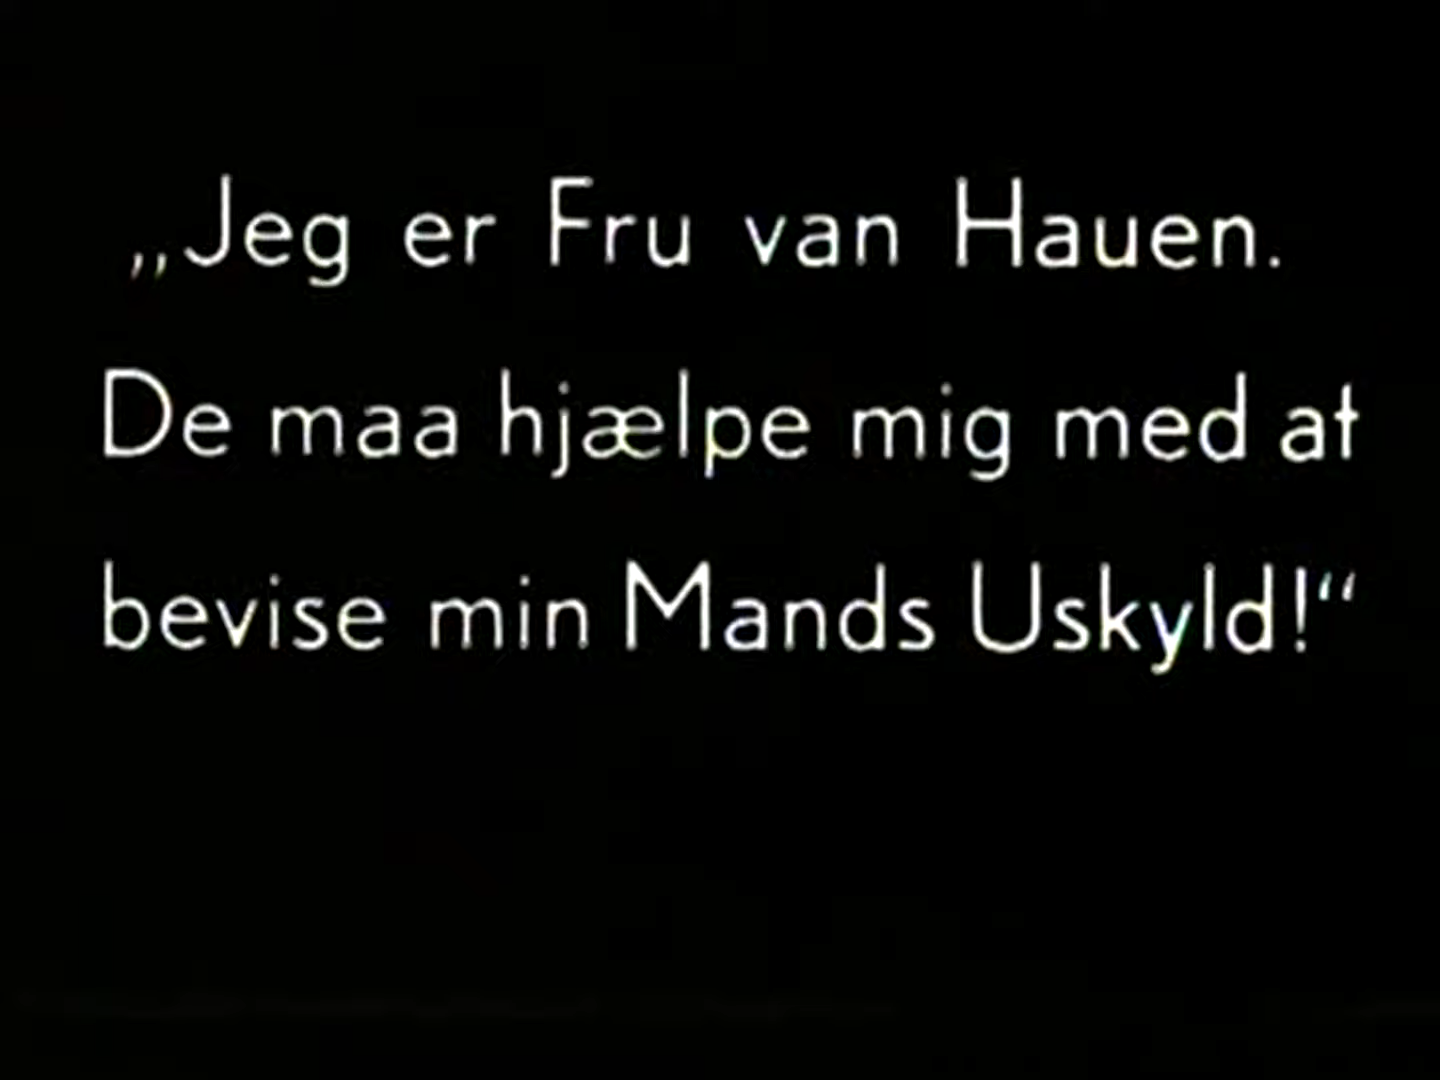 „Jeg er Fru van Hauen.
De maa hjælpe mig med at
bevise min Mands Uskyld!“